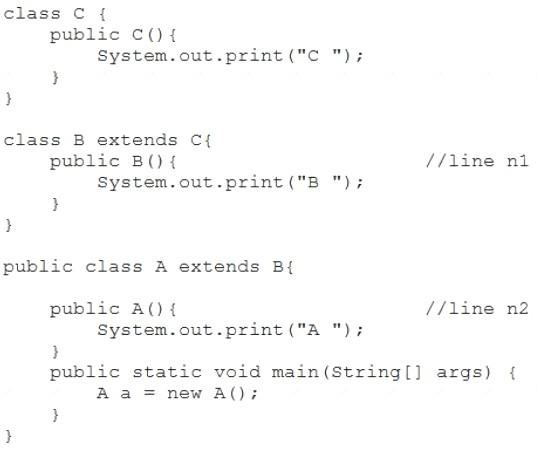 class C {
    public C(){
        System.out.print("C ");
    }
}
class B extends C{
    public B(){                         //line n1
        System.out.print("B ");
    }
}
public class A extends B{
    public A(){                         //line n2
        System.out.print("A ");
    }
    public static void main(String[] args) {
        A a = new A();
    }
}